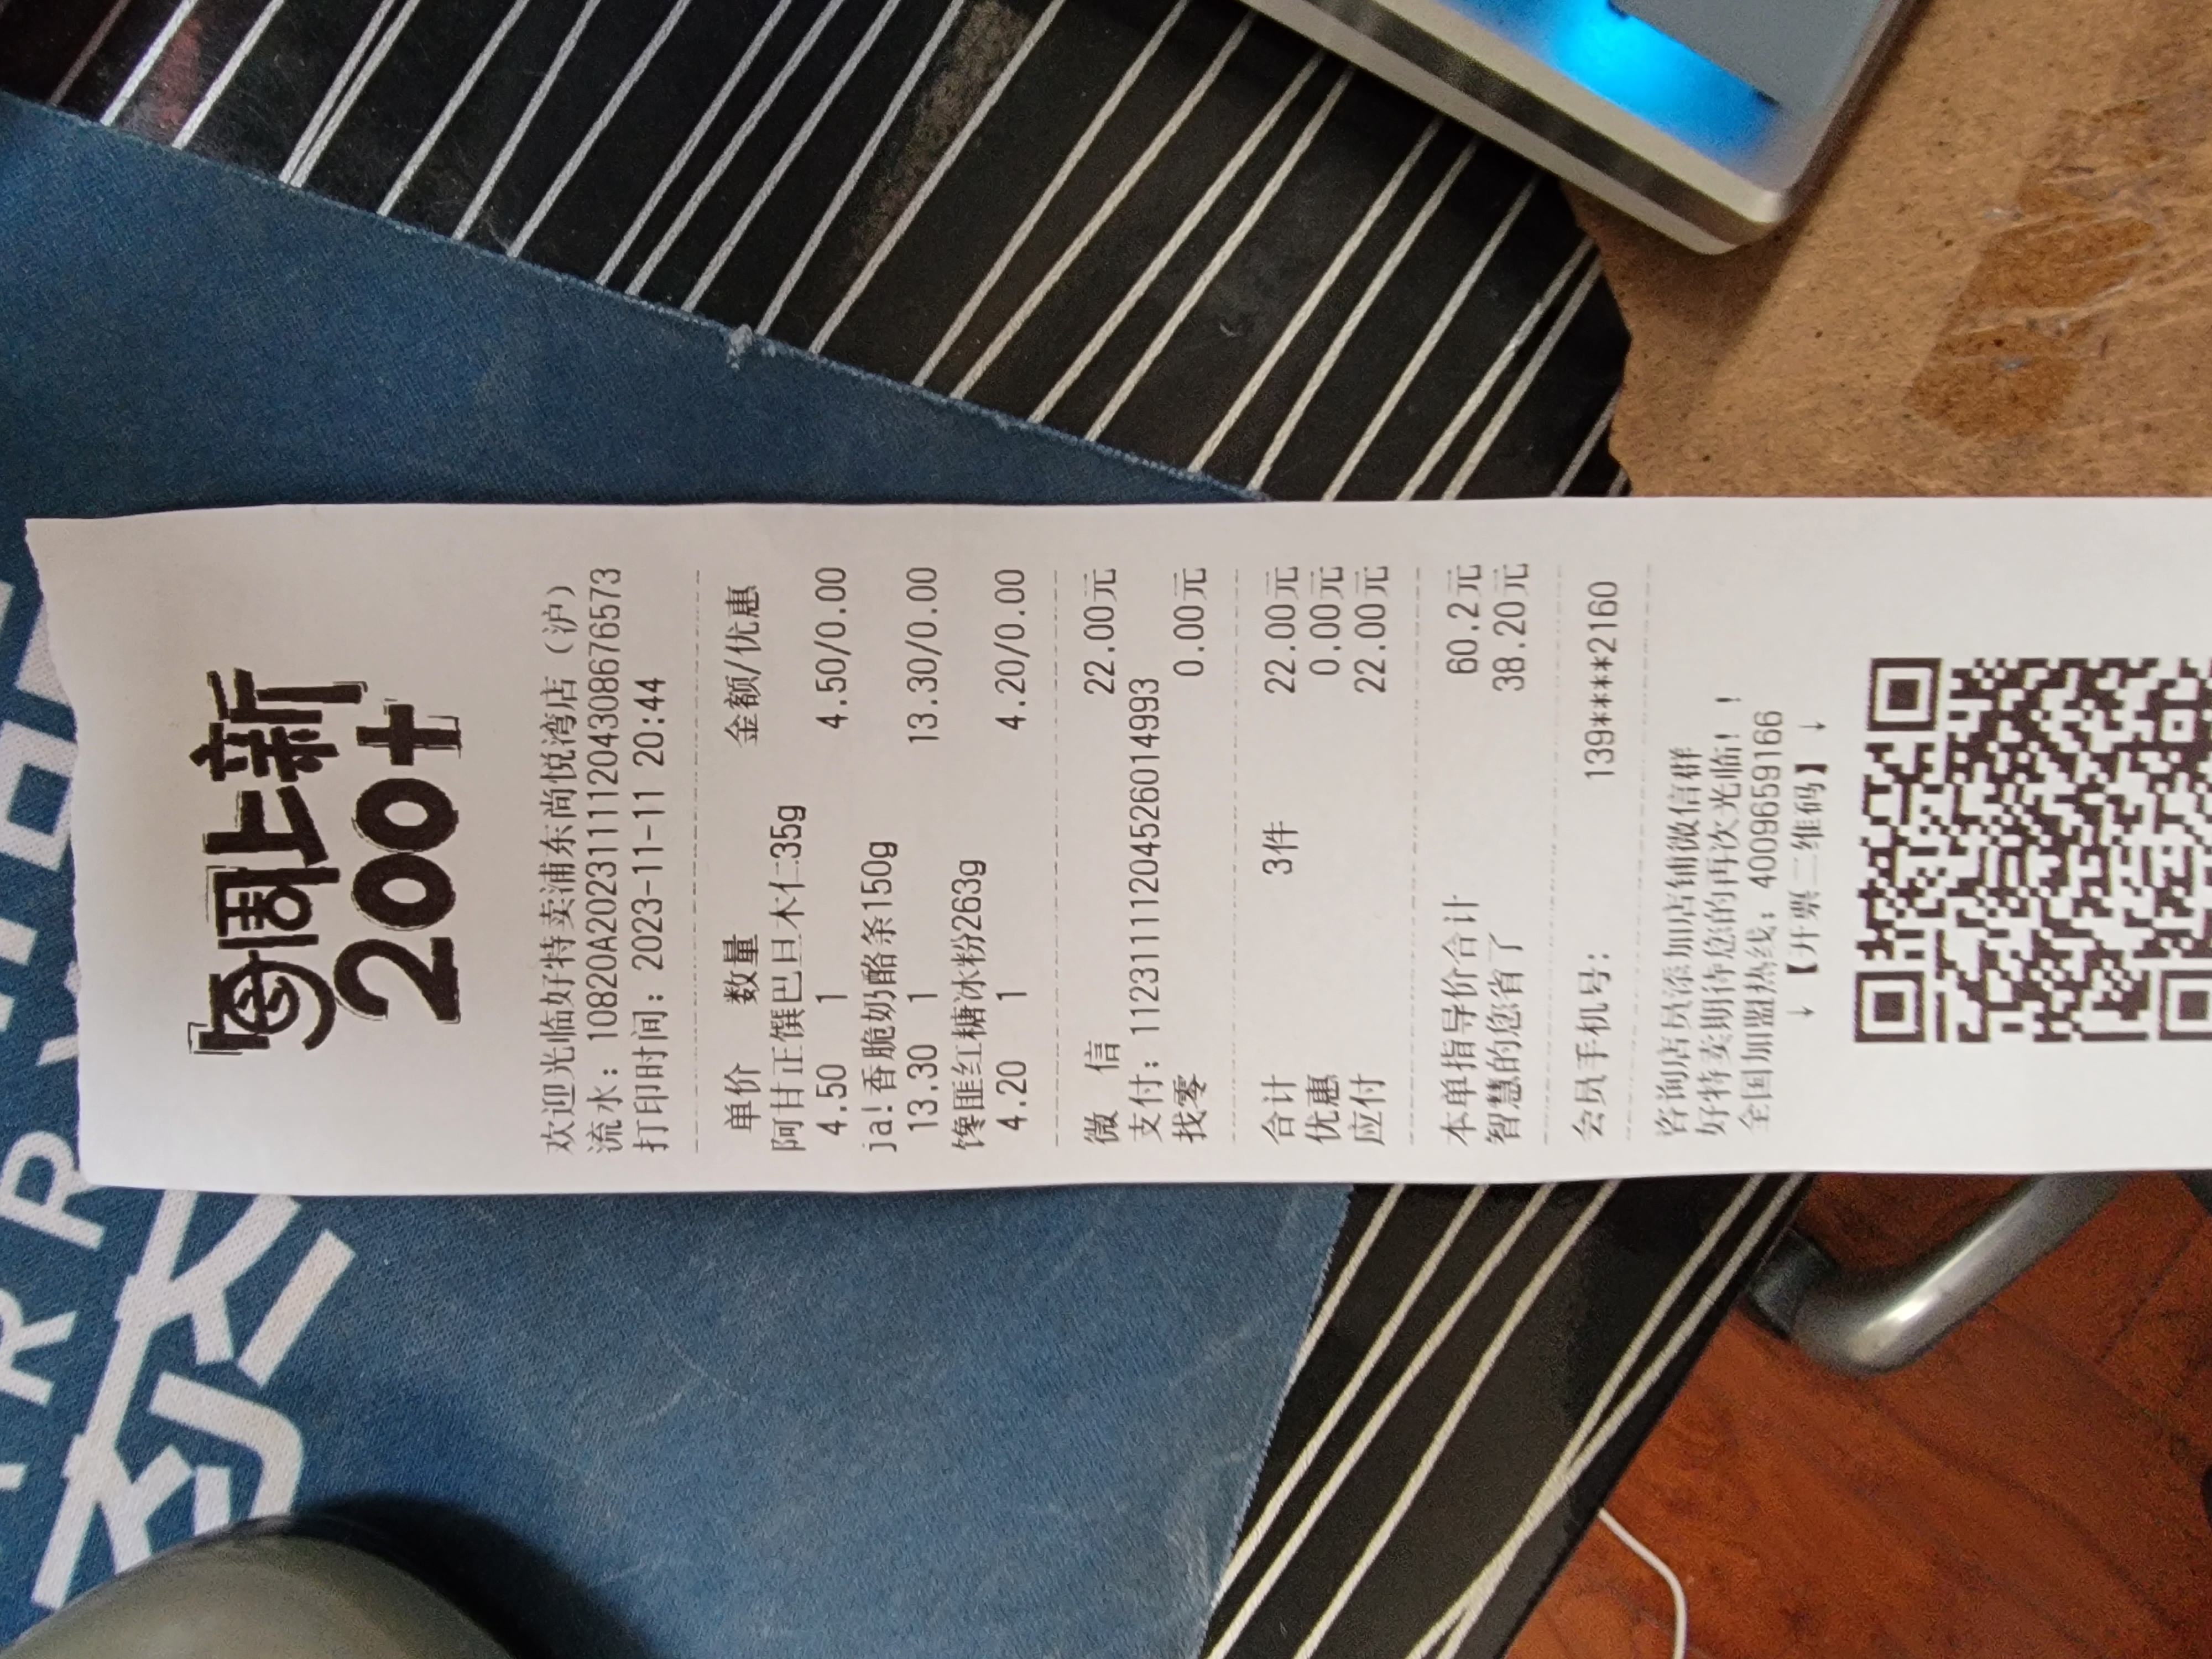 每周上新
200+
欢迎光临好特卖浦东尚悦湾店（沪）
流水：10820A202311112043086765​73
打印时间：2023-11-11 20:44
单价 数量 金额/优惠
阿甘正馔巴旦木仁35g
4.50 1 4.50/0.00
ja!香脆奶酪条150g
13.30 1 13.30/0.00
馋匪红糖冰粉263g
4.20 1 4.20/0.00
微 信 22.00元
支付：1123111120452601​4993
找零 0.00元
合计 3件 22.00元
优惠 0.00元
应付 22.00元
本单指导价合计 60.2元
智慧的您省了 38.20元
会员手机号： 139****2160
咨询店员添加店铺微信群
好特卖期待您的再次光临！！
全国加盟热线：4009659166
↓【开票二维码】↓